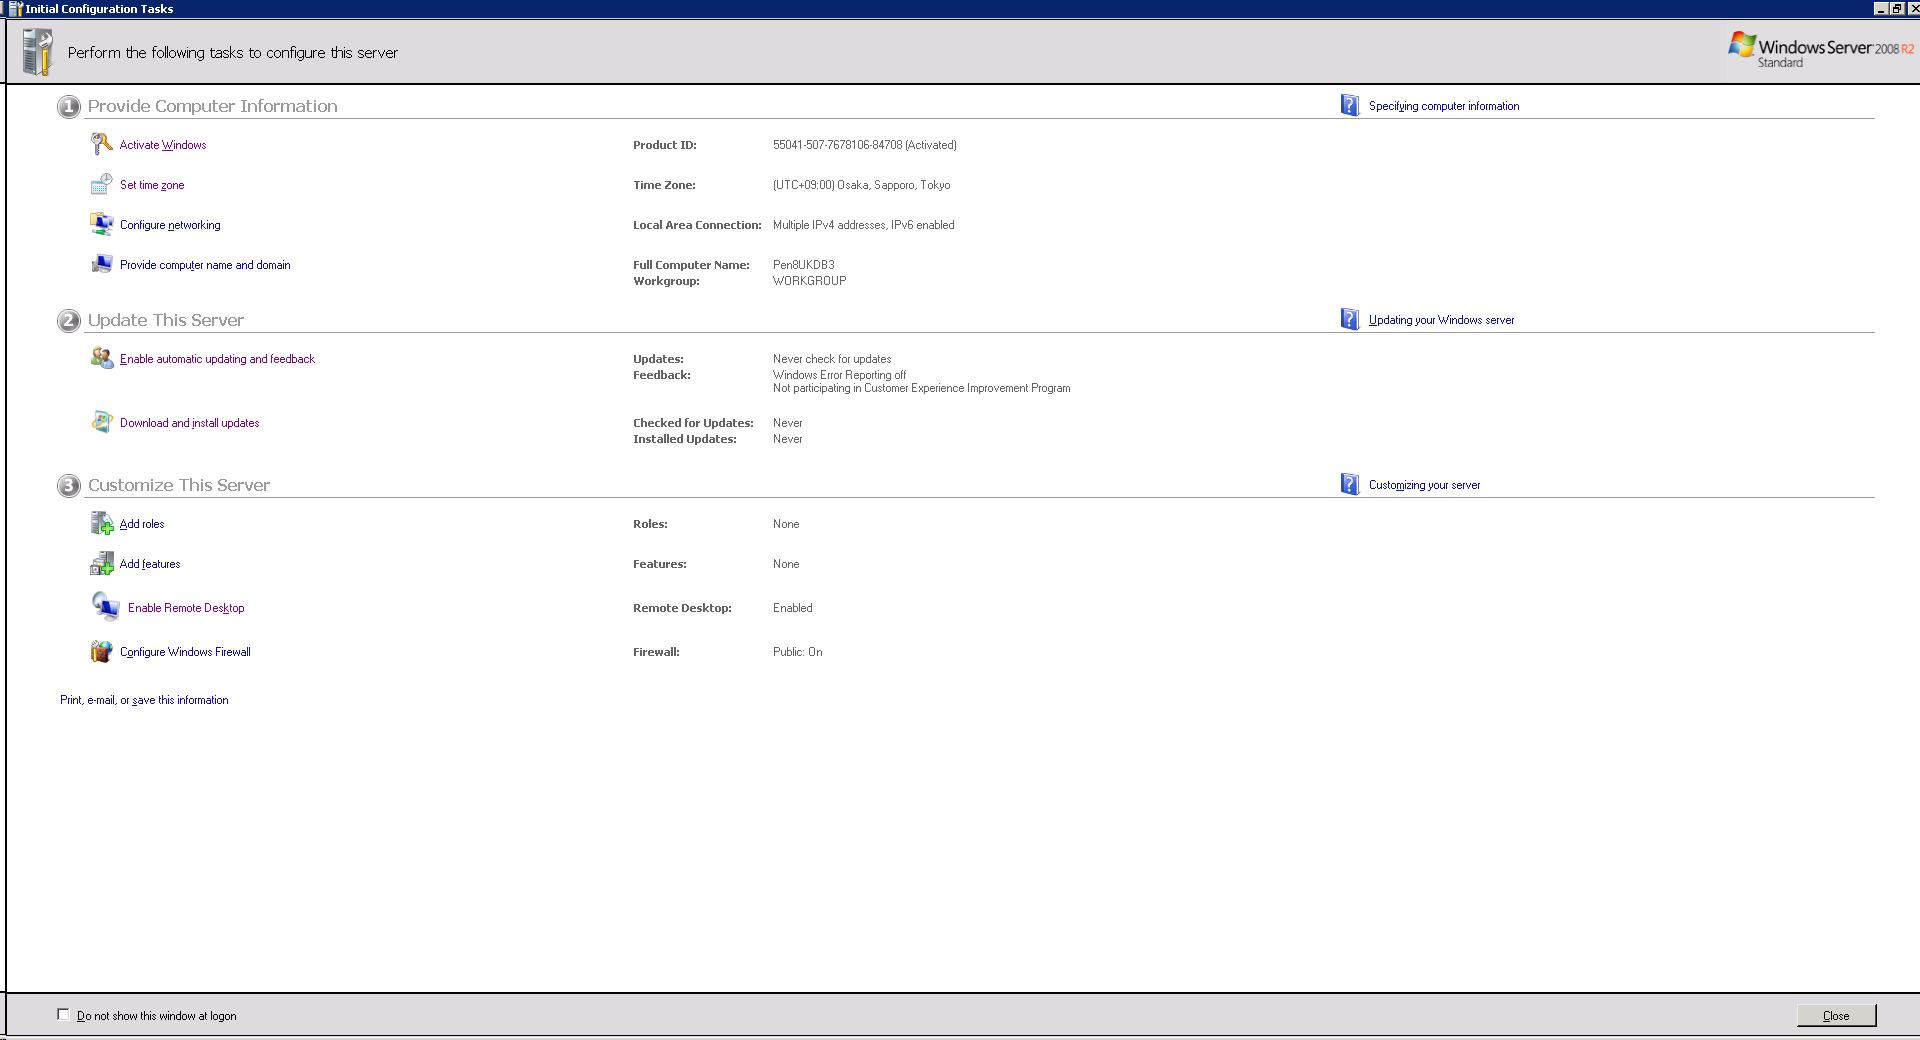 Initial Configuration Tasks
Perform the following tasks to configure this server
Windows Server 2008 R2
Standard
1 Provide Computer Information
Specifying computer information
Activate Windows Product ID: 55041-507-7678106-84708 (Activated)
Set time zone Time Zone: (UTC+09:00) Osaka, Sapporo, Tokyo
Configure networking Local Area Connection: Multiple IPv4 addresses, IPv6 enabled
Provide computer name and domain Full Computer Name: Pen8UKDB3
Workgroup: WORKGROUP
2 Update This Server
Updating your Windows server
Enable automatic updating and feedback Updates: Never check for updates
Feedback: Windows Error Reporting off
Not participating in Customer Experience Improvement Program
Download and install updates Checked for Updates: Never
Installed Updates: Never
3 Customize This Server
Customizing your server
Add roles Roles: None
Add features Features: None
Enable Remote Desktop Remote Desktop: Enabled
Configure Windows Firewall Firewall: Public: On
Print, e-mail, or save this information
Do not show this window at logon
Close